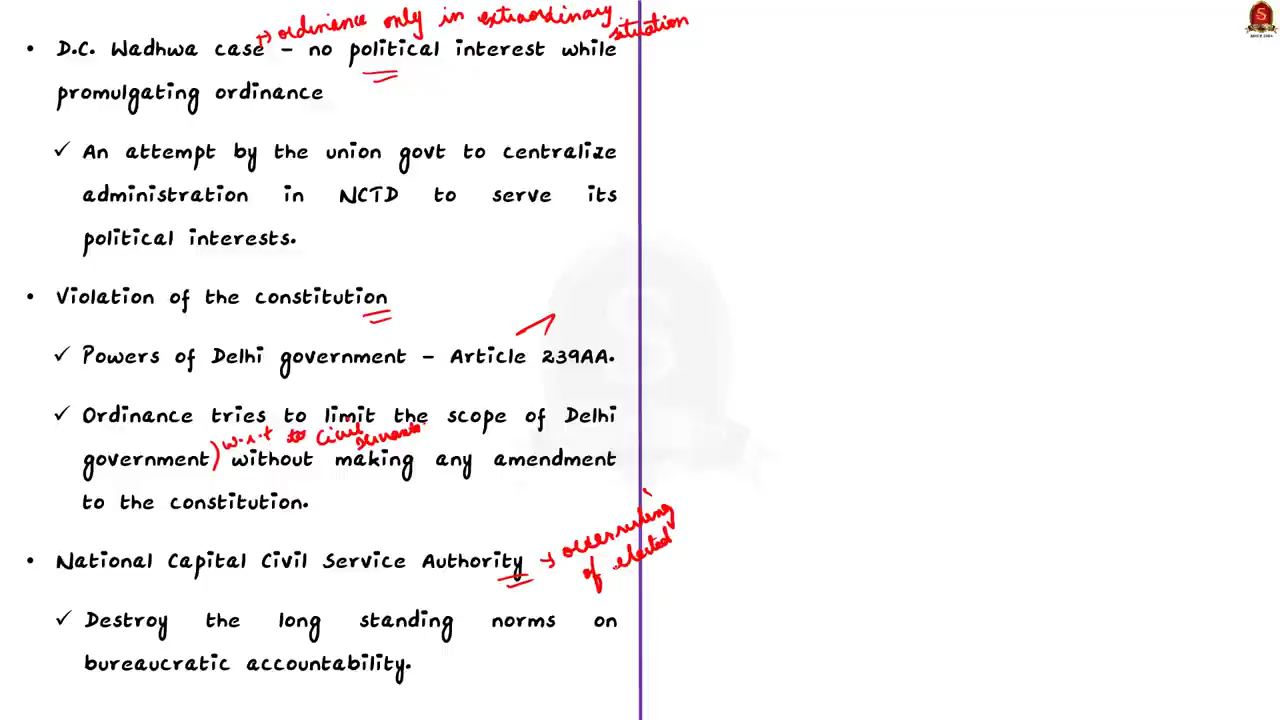 ↳ ordinance only in extraordinary
situation
• D.C. Wadhwa case - no political interest while
promulgating ordinance
✓ An attempt by the union govt to centralize
administration in NCTD to serve its
political interests.
• Violation of the constitution
✓ Powers of Delhi government - Article 239AA.
✓ Ordinance tries to limit the scope of Delhi
) w.r.t to civil
servants.
government without making any amendment
to the constitution.
• National Capital Civil Service Authority
→ overruling
of elected
✓ Destroy the long standing norms on
bureaucratic accountability.